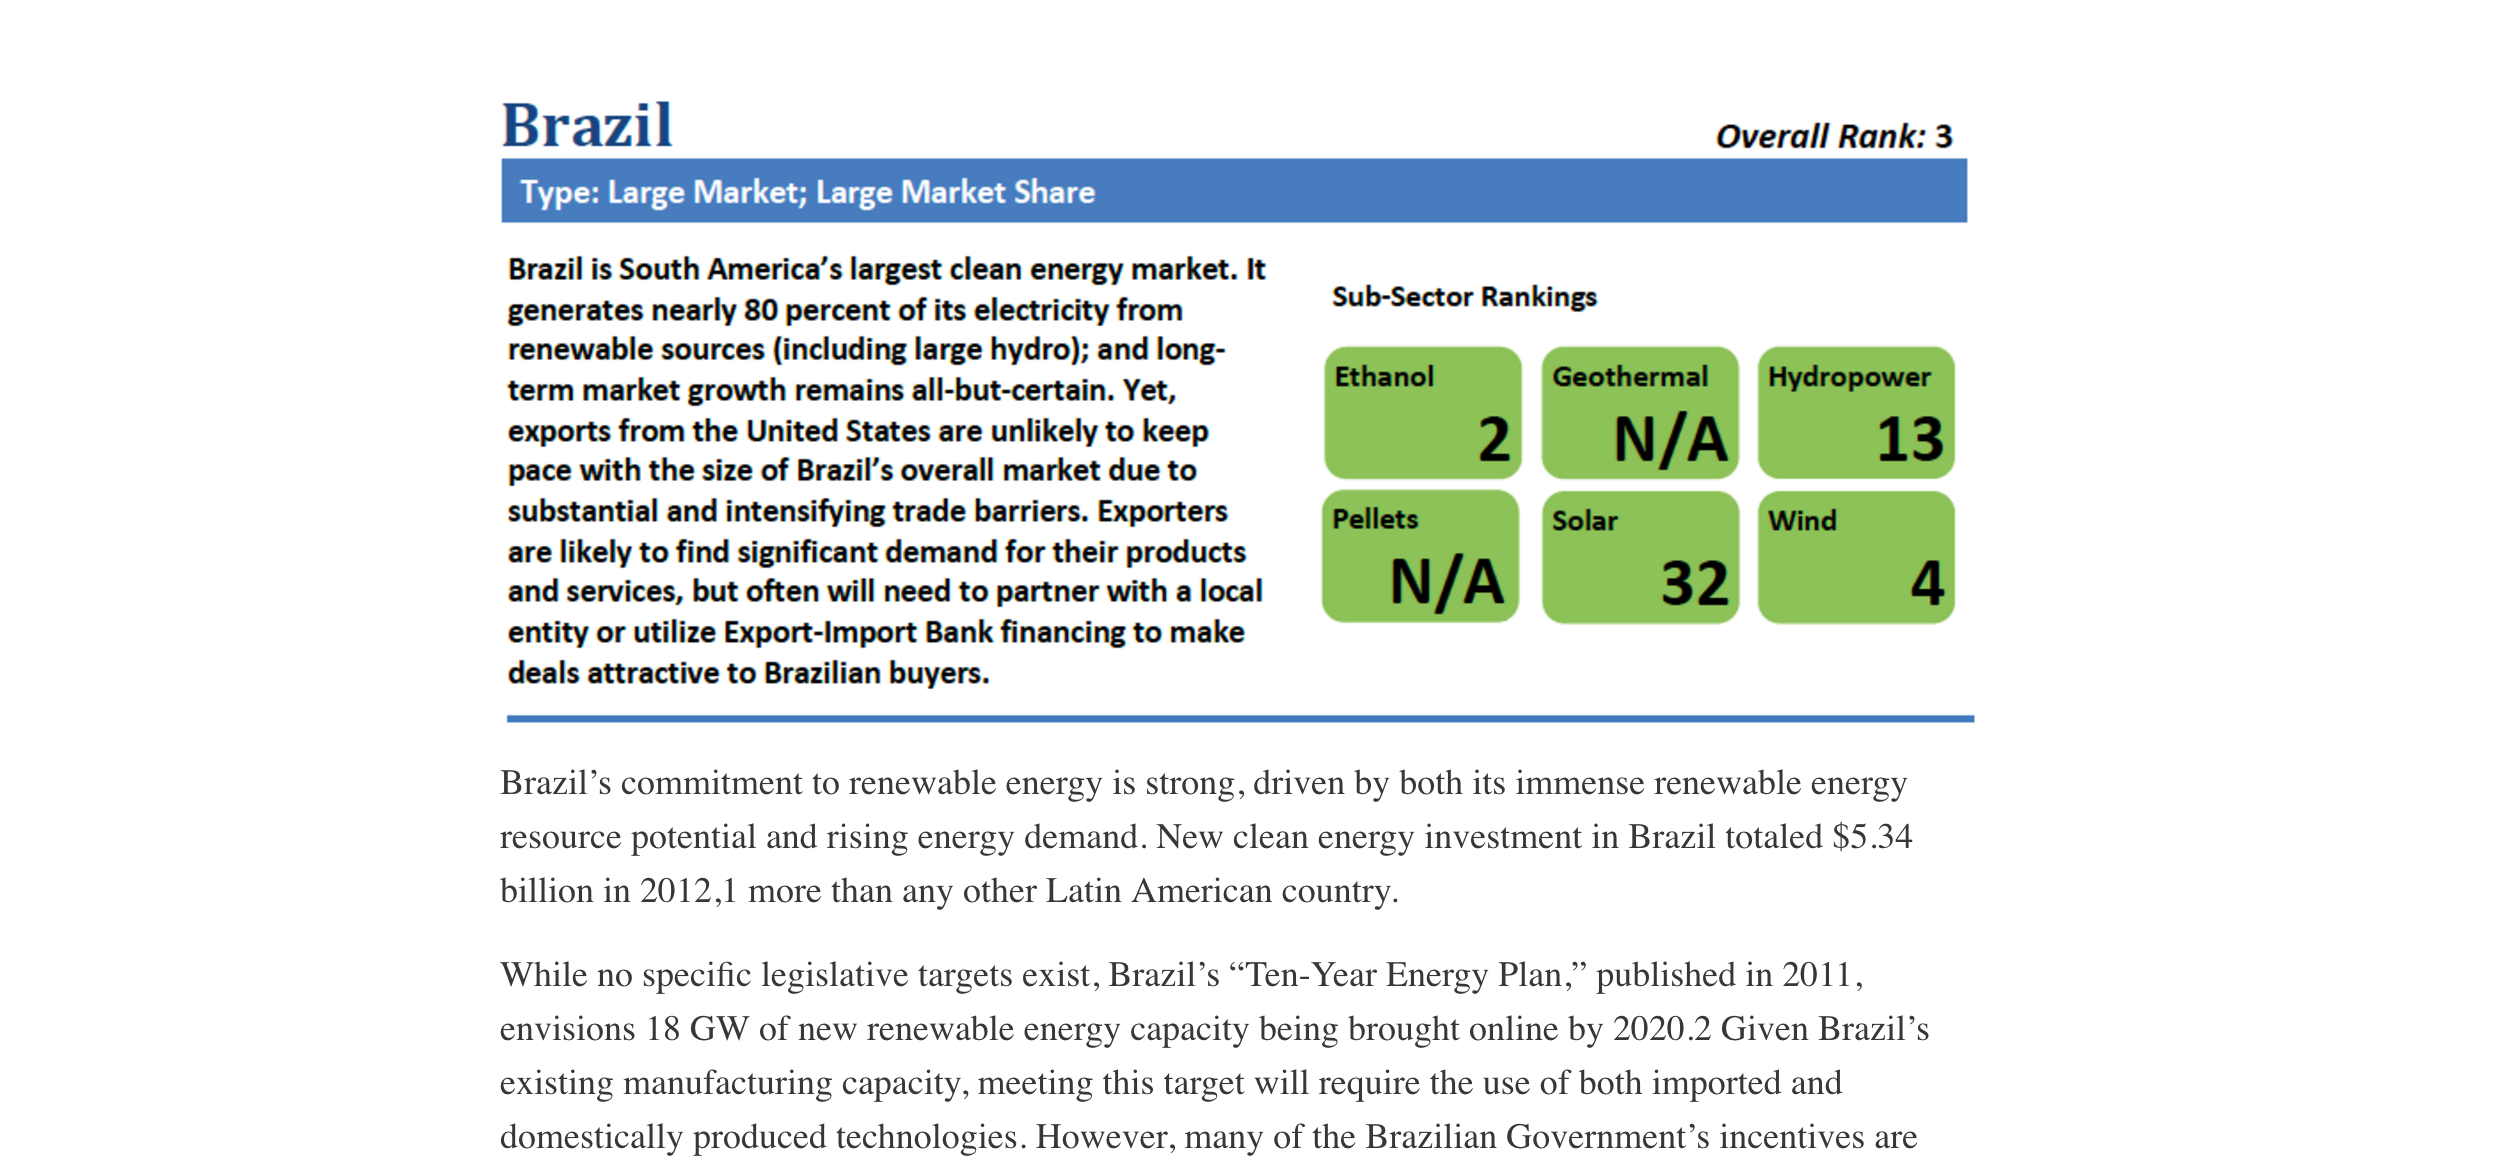 Brazil
Overall Rank: 3
Type: Large Market; Large Market Share
Brazil is South America’s largest clean energy market. It
generates nearly 80 percent of its electricity from
renewable sources (including large hydro); and long-
term market growth remains all-but-certain. Yet,
exports from the United States are unlikely to keep
pace with the size of Brazil’s overall market due to
substantial and intensifying trade barriers. Exporters
are likely to find significant demand for their products
and services, but often will need to partner with a local
entity or utilize Export-Import Bank financing to make
deals attractive to Brazilian buyers.
Sub-Sector Rankings
Ethanol
2
Geothermal
N/A
Hydropower
13
Pellets
N/A
Solar
32
Wind
4
Brazil’s commitment to renewable energy is strong, driven by both its immense renewable energy
resource potential and rising energy demand. New clean energy investment in Brazil totaled $5.34
billion in 2012,1 more than any other Latin American country.
While no specific legislative targets exist, Brazil’s “Ten-Year Energy Plan,” published in 2011,
envisions 18 GW of new renewable energy capacity being brought online by 2020.2 Given Brazil’s
existing manufacturing capacity, meeting this target will require the use of both imported and
domestically produced technologies. However, many of the Brazilian Government’s incentives are